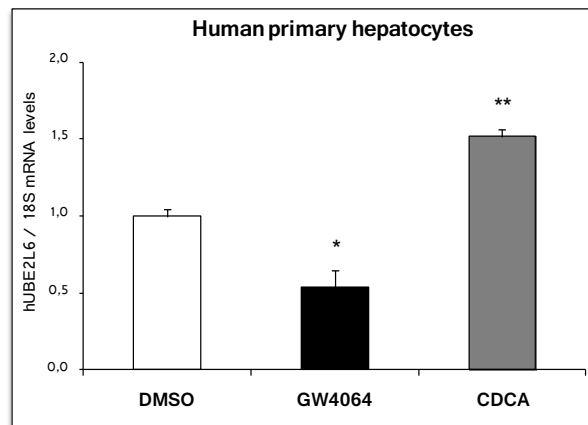 Human primary hepatocytes
hUBE2L6 / 18S mRNA levels
2,0
1,5
1,0
0,5
0,0
*
**
DMSO
GW4064
CDCA